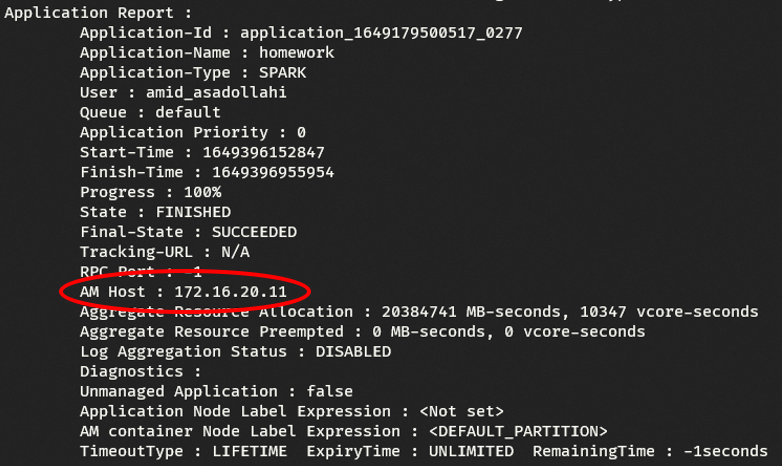 Application Report :
Application-Id : application_1649179500517_0277
Application-Name : homework
Application-Type : SPARK
User : amid_asadollahi
Queue : default
Application Priority : 0
Start-Time : 1649396152847
Finish-Time : 1649396955954
Progress : 100%
State : FINISHED
Final-State : SUCCEEDED
Tracking-URL : N/A
RPC Port : -1
AM Host : 172.16.20.11
Aggregate Resource Allocation : 20384741 MB-seconds, 10347 vcore-seconds
Aggregate Resource Preempted : 0 MB-seconds, 0 vcore-seconds
Log Aggregation Status : DISABLED
Diagnostics :
Unmanaged Application : false
Application Node Label Expression : <Not set>
AM container Node Label Expression : <DEFAULT_PARTITION>
TimeoutType : LIFETIME  ExpiryTime : UNLIMITED  RemainingTime : -1seconds